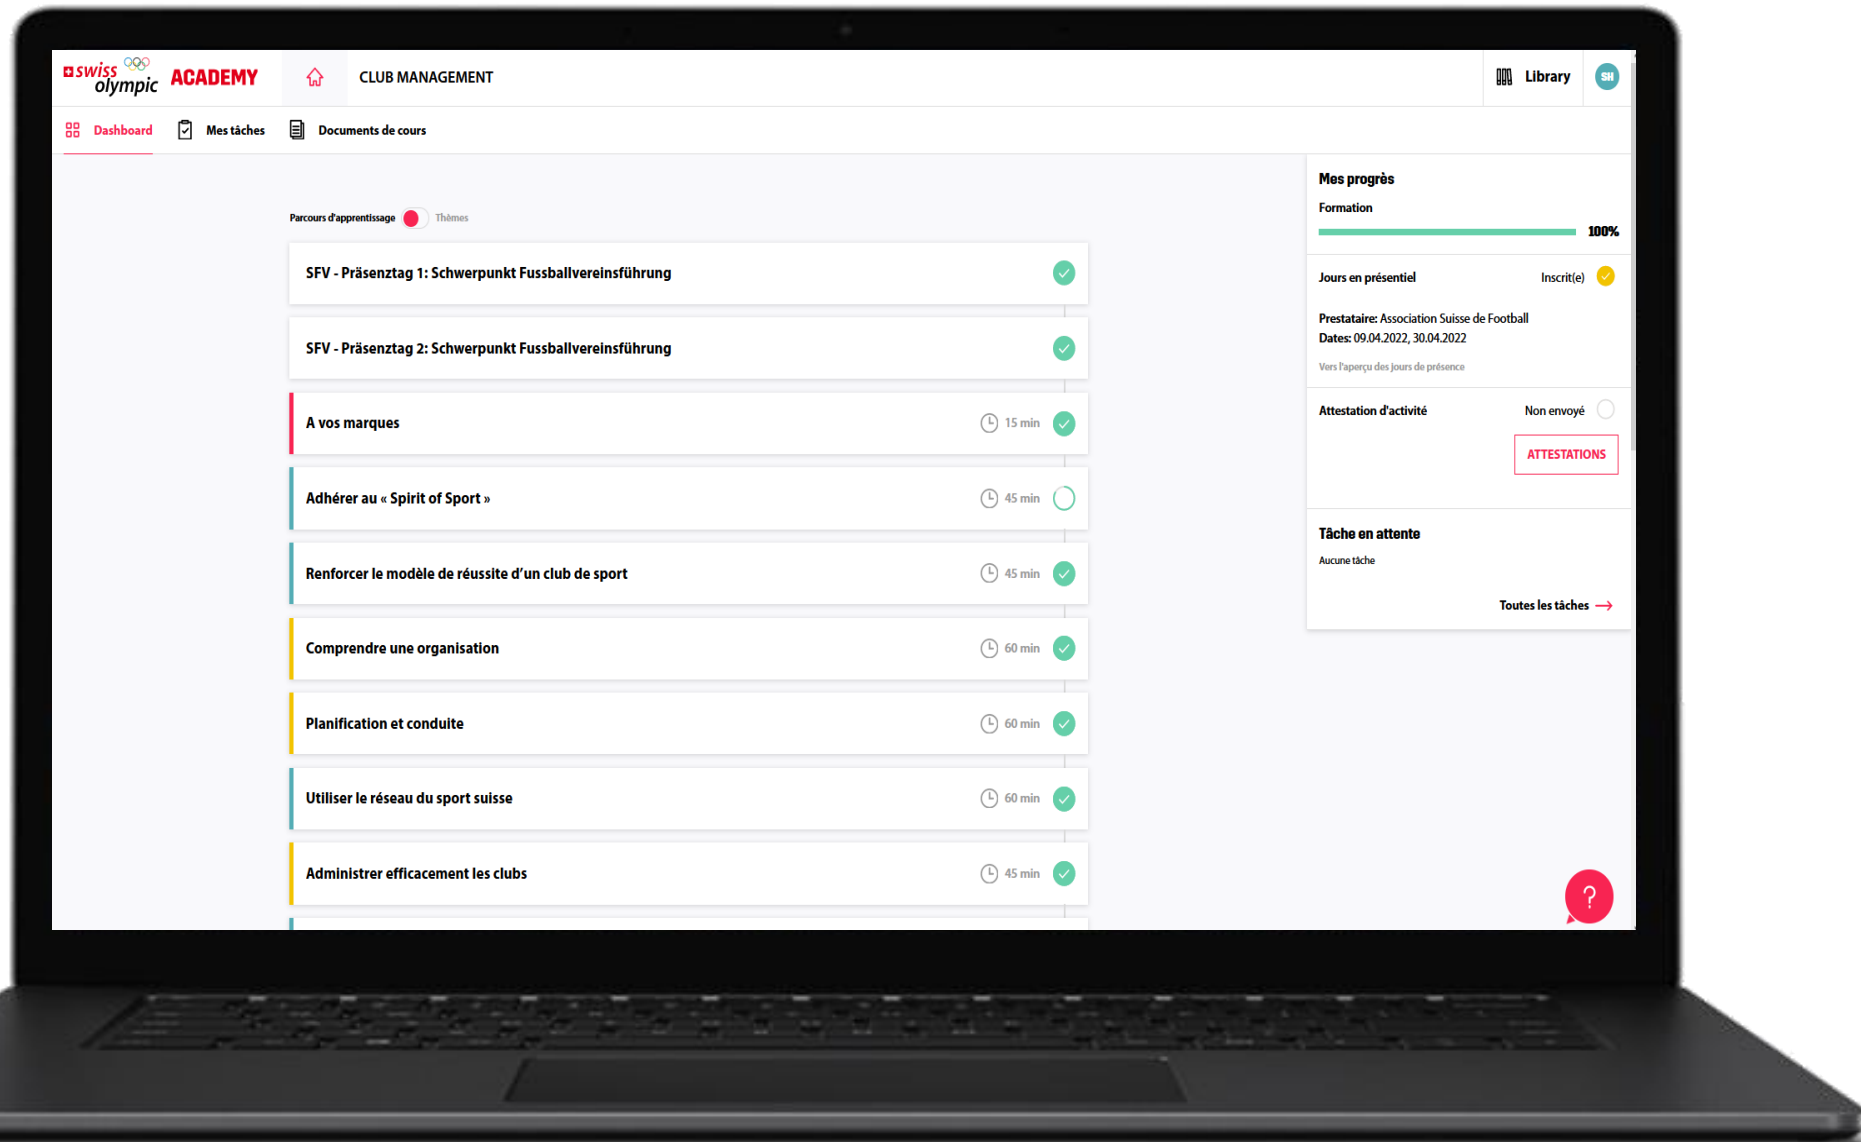 swiss olympic ACADEMY
CLUB MANAGEMENT
Library
SH
Dashboard
Mes tâches
Documents de cours
Parcours d'apprentissage
Thèmes
SFV - Präsenztag 1: Schwerpunkt Fussballvereinsführung
SFV - Präsenztag 2: Schwerpunkt Fussballvereinsführung
A vos marques
15 min
Adhérer au « Spirit of Sport »
45 min
Renforcer le modèle de réussite d’un club de sport
45 min
Comprendre une organisation
60 min
Planification et conduite
60 min
Utiliser le réseau du sport suisse
60 min
Administrer efficacement les clubs
45 min
Mes progrès
Formation
100%
Jours en présentiel
Inscrit(e)
Prestataire: Association Suisse de Football
Dates: 09.04.2022, 30.04.2022
Vers l'aperçu des jours de présence
Attestation d'activité
Non envoyé
ATTESTATIONS
Tâche en attente
Aucune tâche
Toutes les tâches →
?